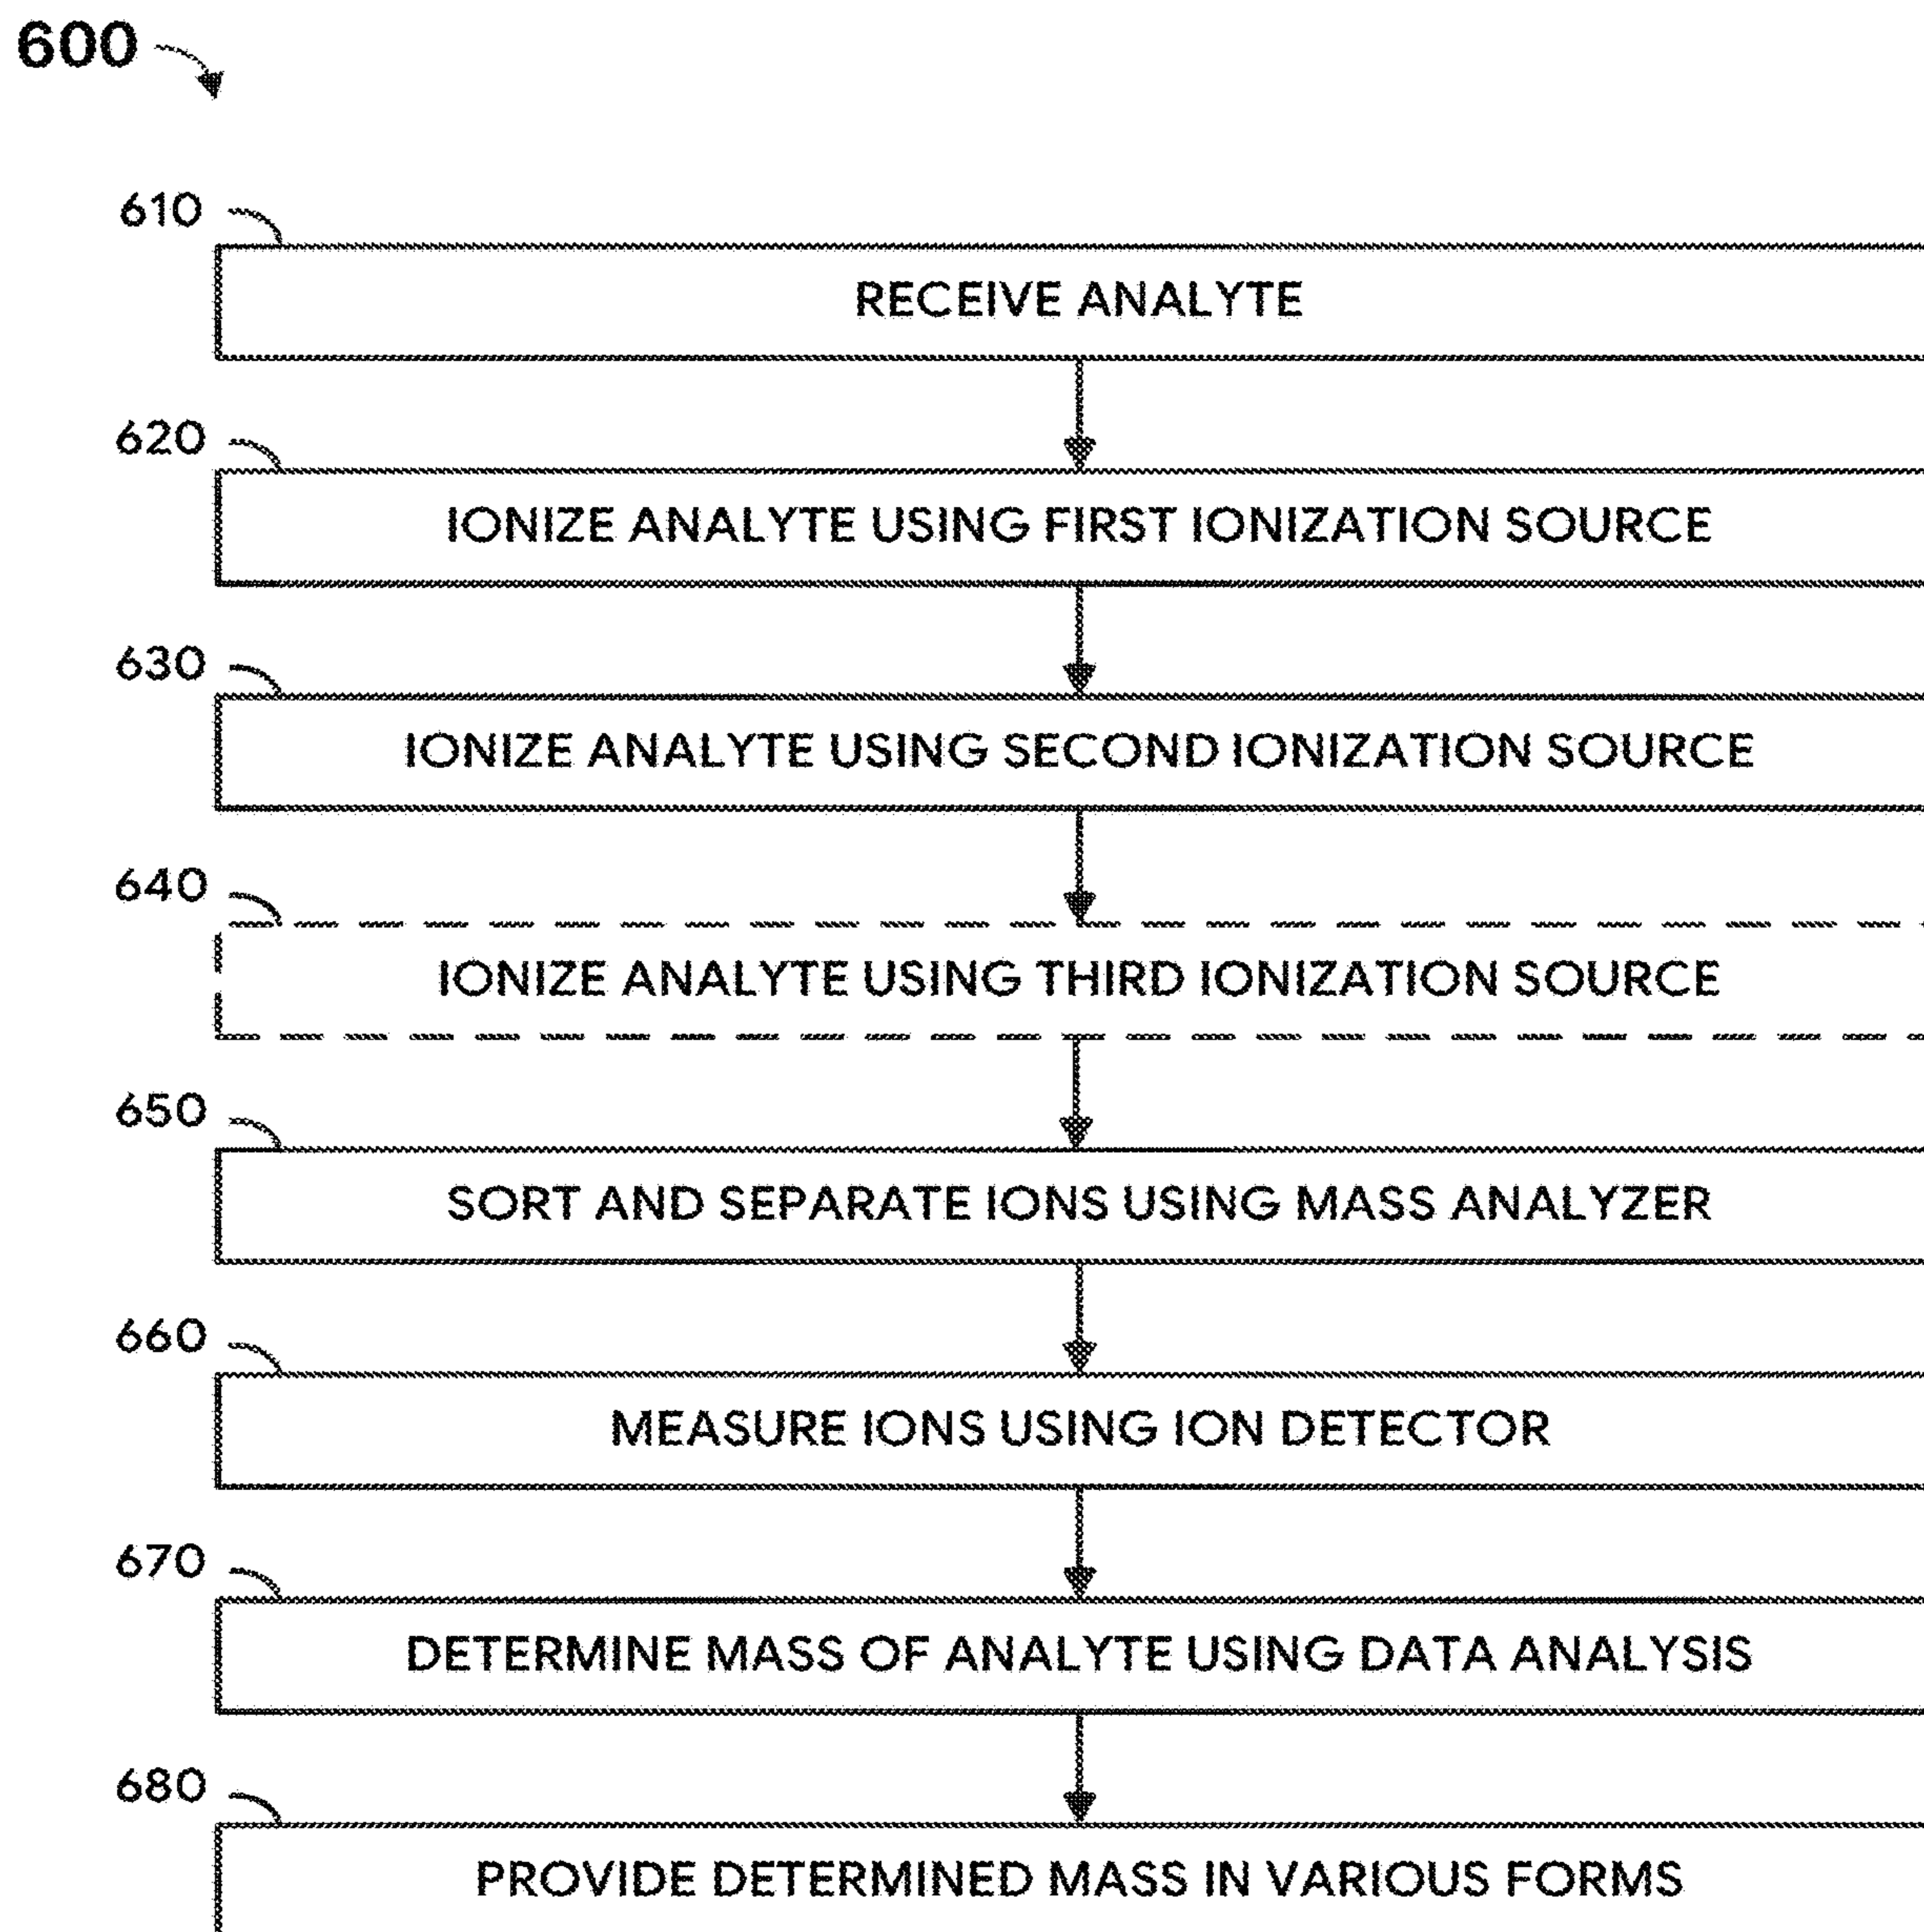 600
610
RECEIVE ANALYTE
620
IONIZE ANALYTE USING FIRST IONIZATION SOURCE
630
IONIZE ANALYTE USING SECOND IONIZATION SOURCE
640
IONIZE ANALYTE USING THIRD IONIZATION SOURCE
650
SORT AND SEPARATE IONS USING MASS ANALYZER
660
MEASURE IONS USING ION DETECTOR
670
DETERMINE MASS OF ANALYTE USING DATA ANALYSIS
680
PROVIDE DETERMINED MASS IN VARIOUS FORMS